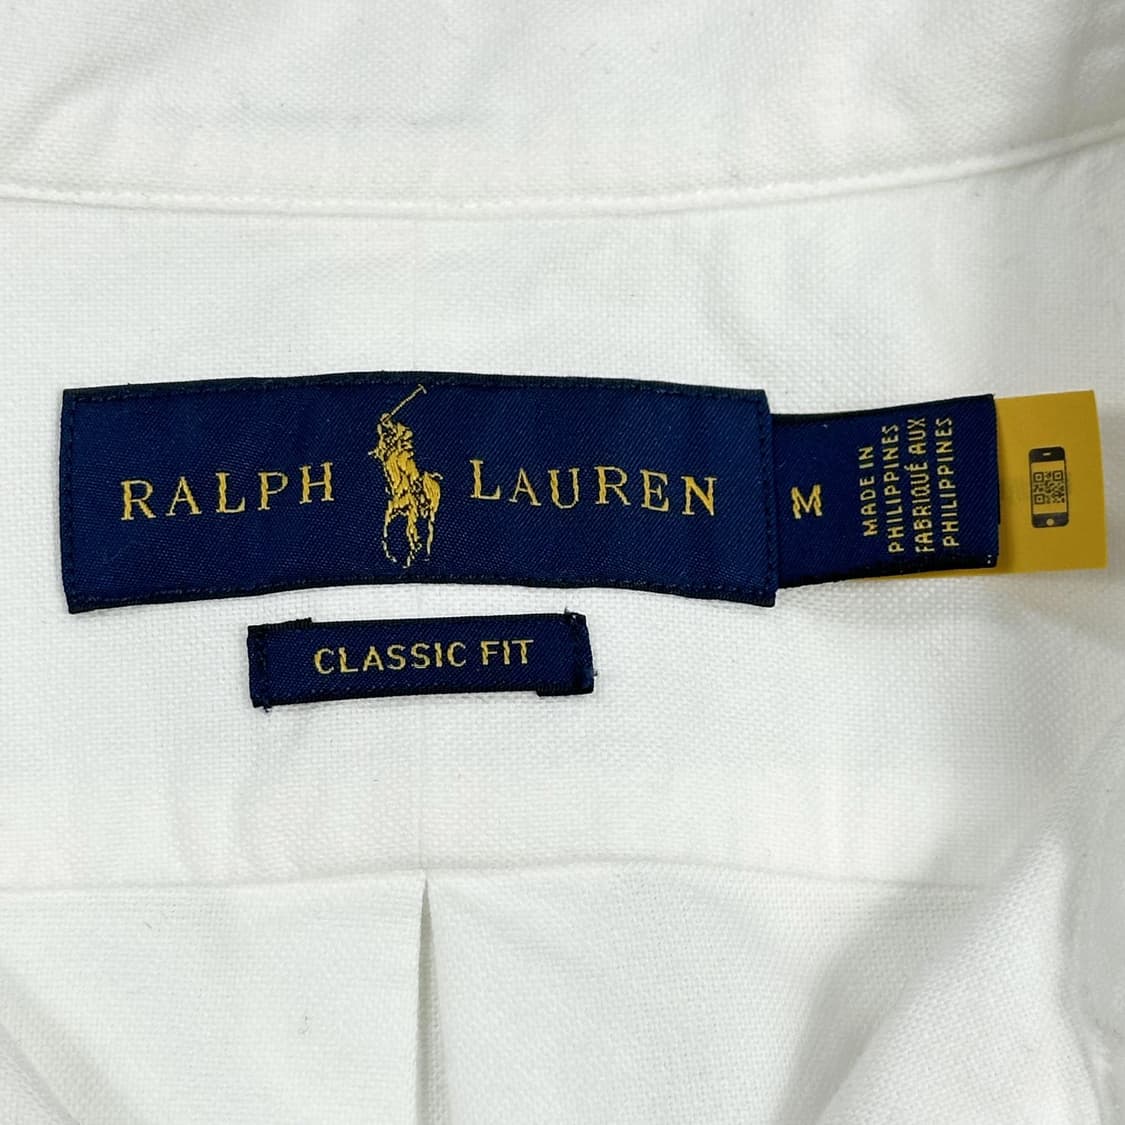 RALPH LAUREN
M
MADE IN
PHILIPPINES
FABRIQUÉ AUX
PHILIPPINES
CLASSIC FIT